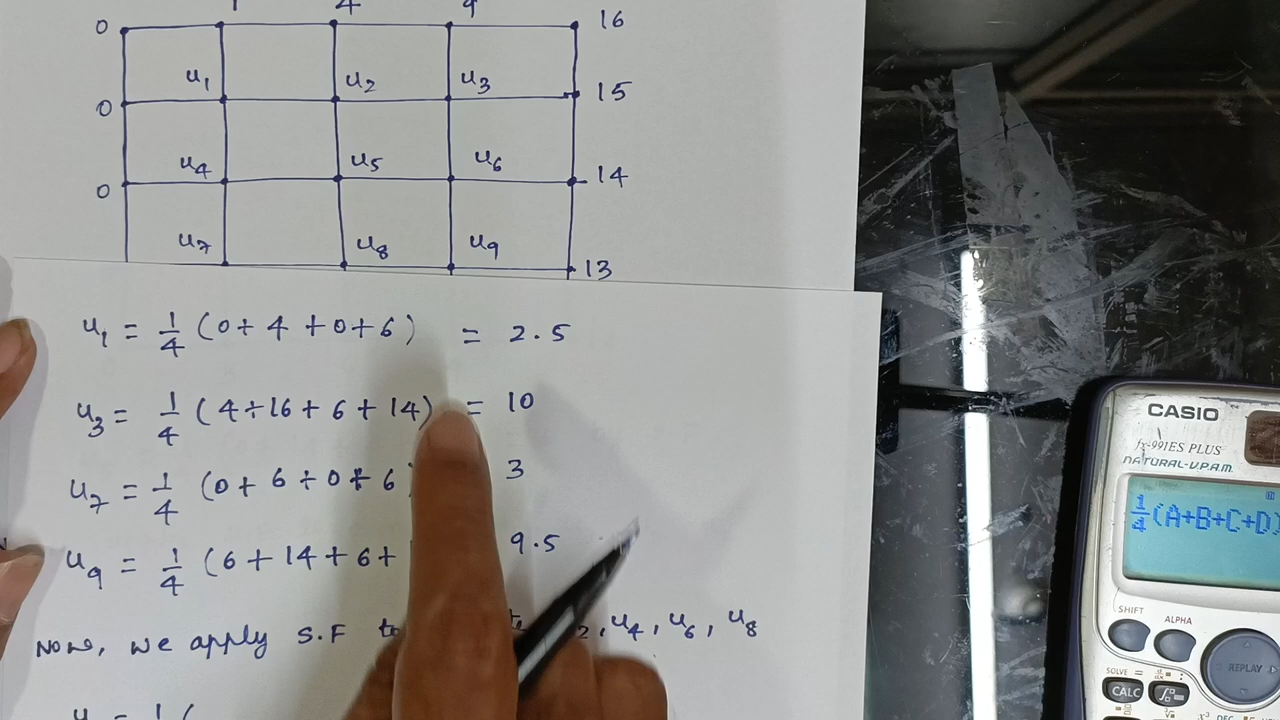 4 9
0 16
u₁ u₂ u₃
0 15
u₄ u₅ u₆
0 14
u₇ u₈ u₉
13
u₁ = 1/4 (0+4+0+6) = 2.5
u₃ = 1/4 (4+16+6+14) = 10
u₇ = 1/4 (0+6+0+6 3
u₉ = 1/4 (6+14+6+ 9.5
Now, we apply S.F , u₄, u₆, u₈
= 1/(
CASIO
fx-991ES PLUS
NATURAL-V.P.A.M.
1/4(A+B+C+D)
SHIFT ALPHA
REPLAY
SOLVE =
CALC